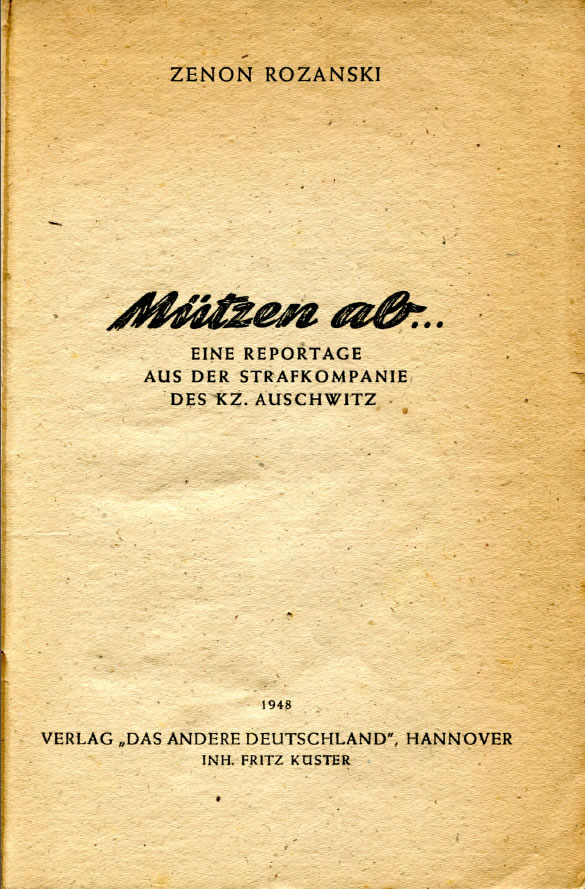 ZENON ROZANSKI
Mützen ab...
EINE REPORTAGE
AUS DER STRAFKOMPANIE
DES KZ. AUSCHWITZ
1948
VERLAG „DAS ANDERE DEUTSCHLAND”, HANNOVER
INH. FRITZ KÜSTER